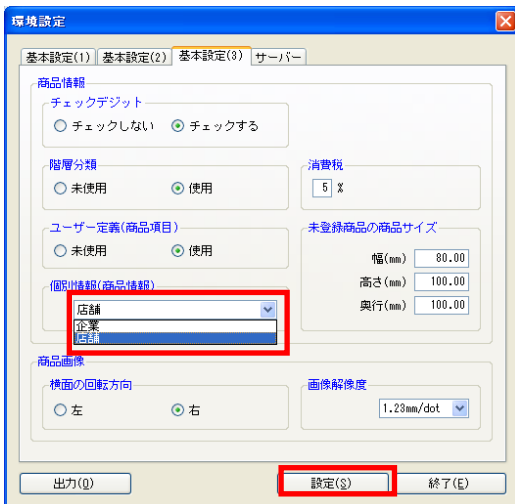 環境設定
基本設定(1) 基本設定(2) 基本設定(3) サーバー
商品情報
チェックデジット
チェックしない チェックする
階層分類
未使用 使用
消費税
5 %
ユーザー定義(商品項目)
未使用 使用
未登録商品の商品サイズ
幅(mm) 80.00
高さ(mm) 100.00
奥行(mm) 100.00
個別情報(商品情報)
店舗
企業
店舗
商品画像
横面の回転方向
左 右
画像解像度
1.23mm/dot
出力(O) 設定(S) 終了(E)